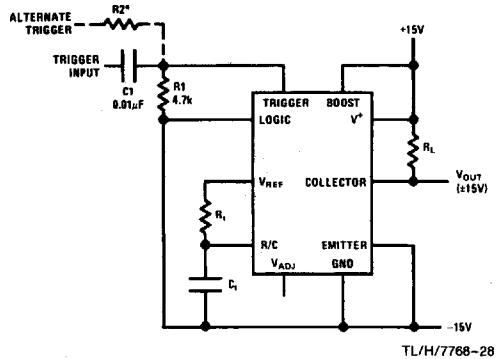 ALTERNATE
TRIGGER
R2*
+15V
TRIGGER
INPUT
C1
0.01μF
R1
4.7k
TRIGGER
BOOST
LOGIC
V+
RL
VREF
COLLECTOR
VOUT
(±15V)
Rt
R/C
EMITTER
VADJ
GND
Ct
-15V
TL/H/7768-28